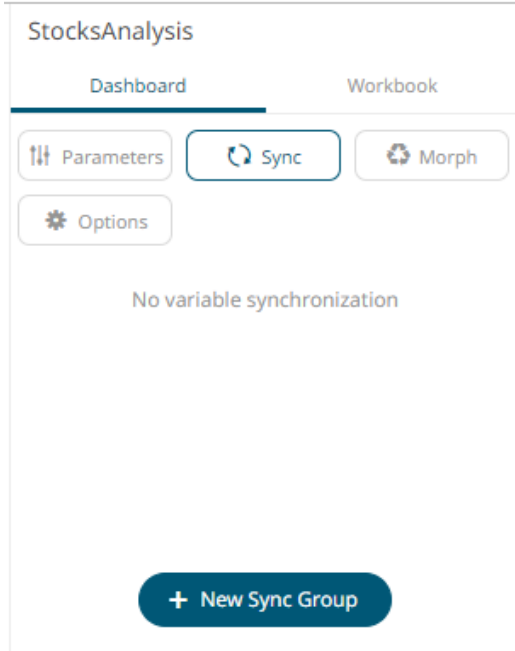 StocksAnalysis
Dashboard Workbook
Parameters Sync Morph
Options
No variable synchronization
+ New Sync Group